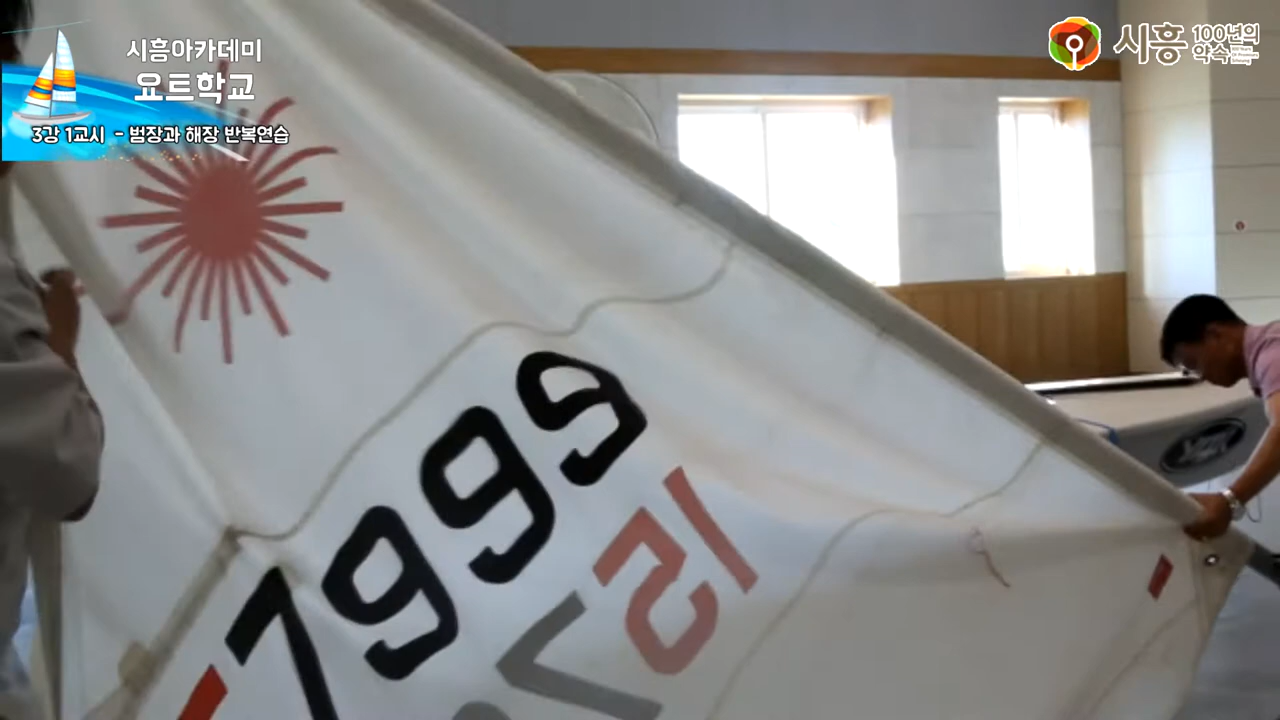 시흥아카데미
요트학교
3강 1교시 - 범장과 해장 반복연습
시흥 100년의
약속
7999